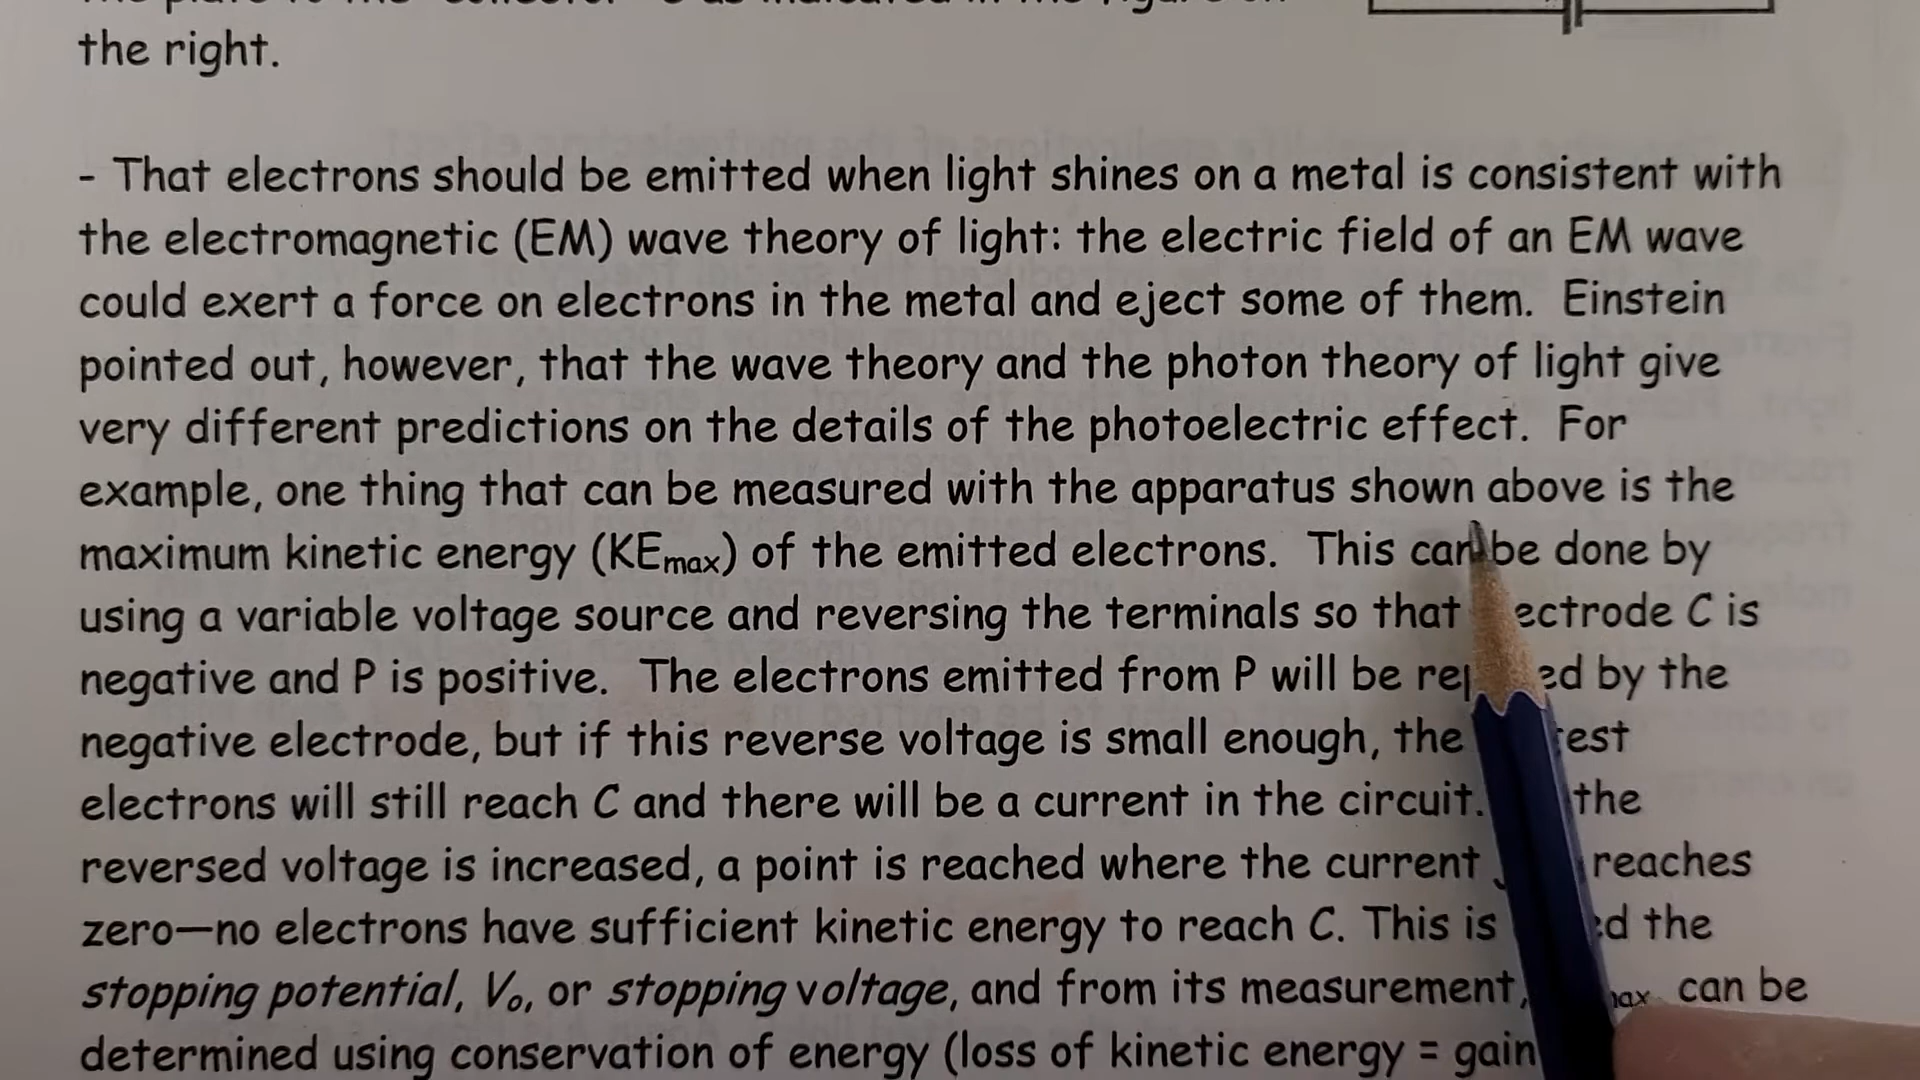 the right.
- That electrons should be emitted when light shines on a metal is consistent with
the electromagnetic (EM) wave theory of light: the electric field of an EM wave
could exert a force on electrons in the metal and eject some of them. Einstein
pointed out, however, that the wave theory and the photon theory of light give
very different predictions on the details of the photoelectric effect. For
example, one thing that can be measured with the apparatus shown above is the
maximum kinetic energy (KEmax) of the emitted electrons. This can be done by
using a variable voltage source and reversing the terminals so that C is
negative and P is positive. The electrons emitted from P will be by the
negative electrode, but if this reverse voltage is small enough, the
electrons will still reach C and there will be a current in the circuit. the
reversed voltage is increased, a point is reached where the current reaches
zero—no electrons have sufficient kinetic energy to reach C. This is the
stopping potential, Vo, or stopping voltage, and from its measurement, can be
determined using conservation of energy (loss of kinetic energy = gain